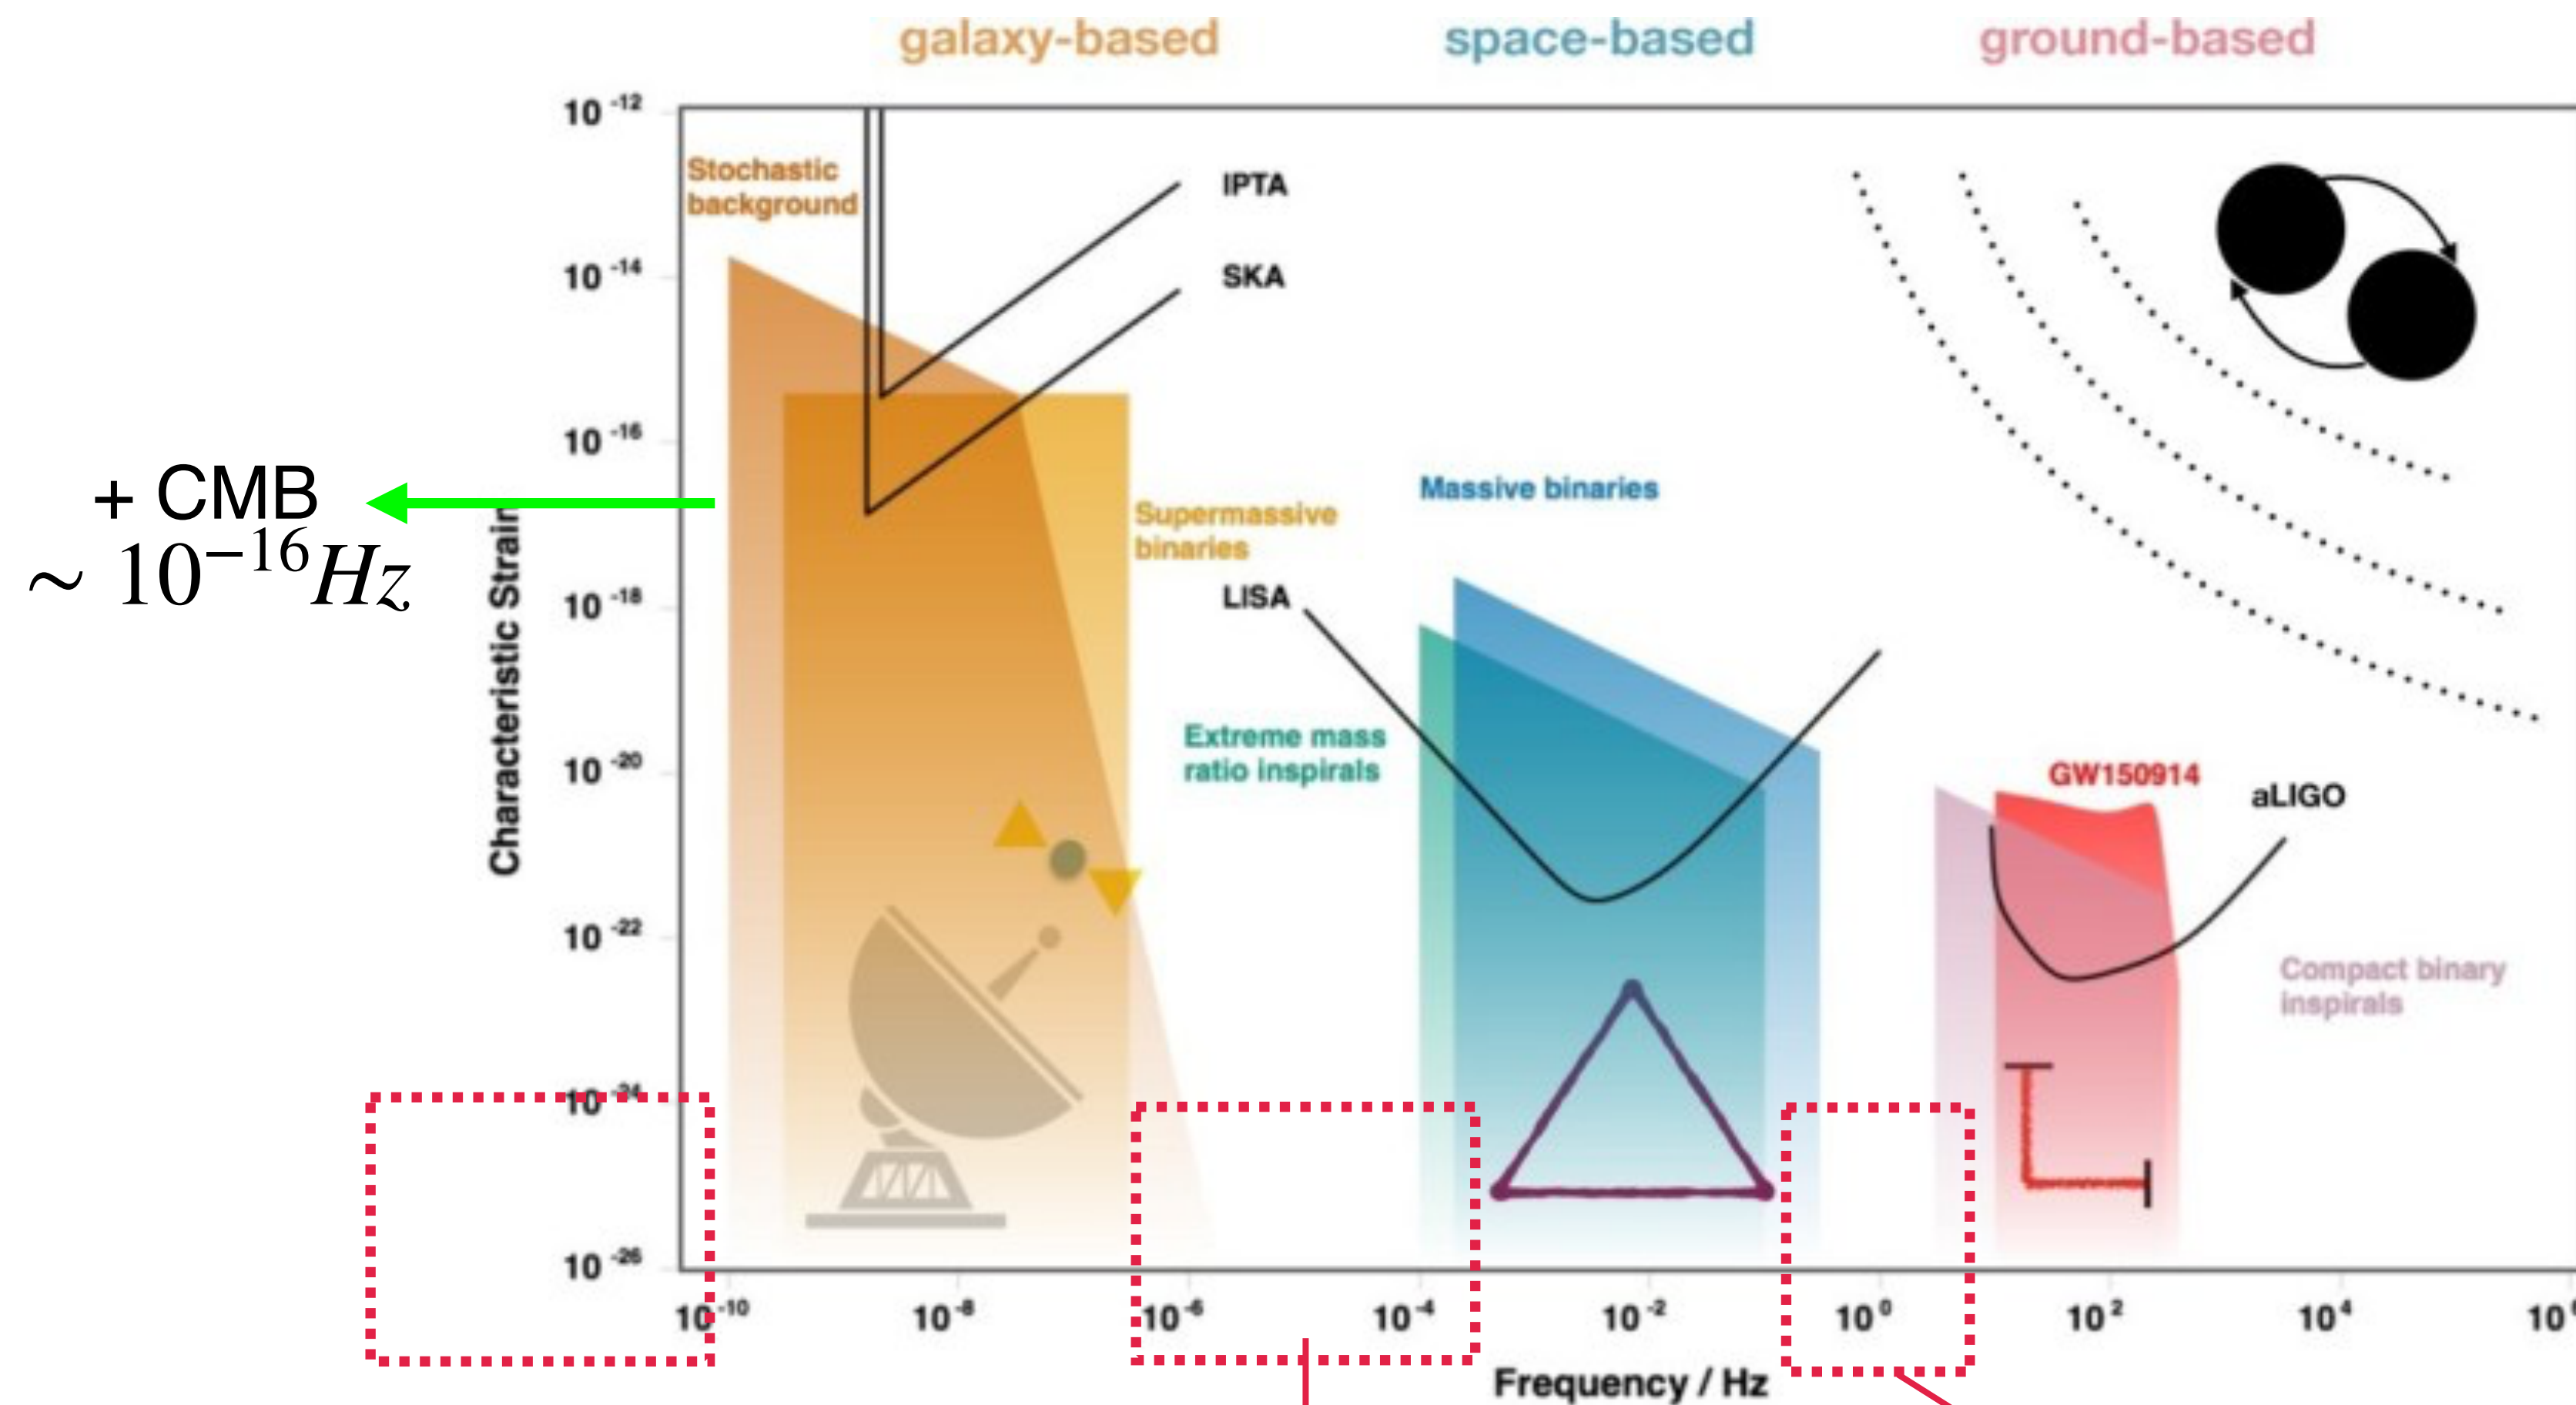 galaxy-based
space-based
ground-based
10 -12
Stochastic
background
IPTA
SKA
10 -14
10 -16
+ CMB
~ 10−16Hz
Characteristic Strain
Massive binaries
Supermassive
binaries
LISA
10 -18
Extreme mass
ratio inspirals
10 -20
GW150914
aLIGO
10 -22
Compact binary
inspirals
10 -24
10 -26
10 -10
10 -8
10 -6
10 -4
10 -2
10 0
10 2
10 4
10
Frequency / Hz